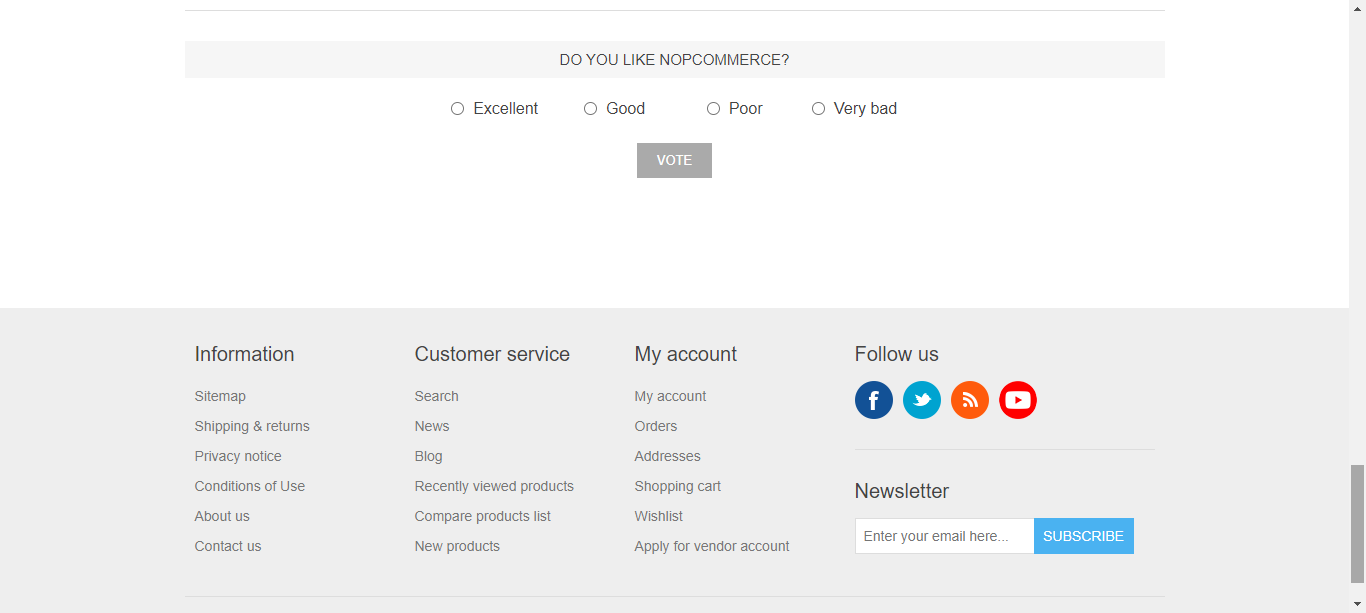 DO YOU LIKE NOPCOMMERCE?
Excellent Good Poor Very bad
VOTE
Information
Sitemap
Shipping & returns
Privacy notice
Conditions of Use
About us
Contact us
Customer service
Search
News
Blog
Recently viewed products
Compare products list
New products
My account
My account
Orders
Addresses
Shopping cart
Wishlist
Apply for vendor account
Follow us
Newsletter
Enter your email here... SUBSCRIBE